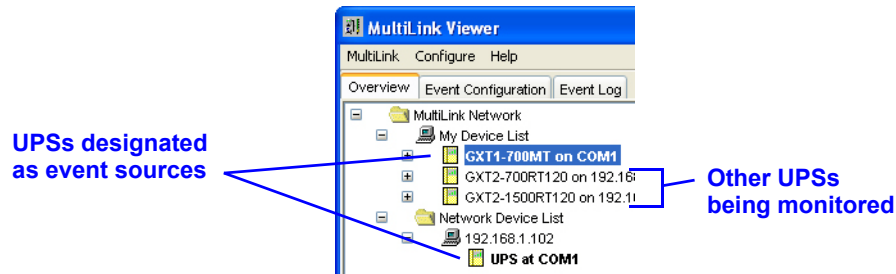 MultiLink Viewer
MultiLink Configure Help
Overview Event Configuration Event Log
MultiLink Network
My Device List
GXT1-700MT on COM1
GXT2-700RT120 on 192.16
GXT2-1500RT120 on 192.1
Network Device List
192.168.1.102
UPS at COM1
UPSs designated
as event sources
Other UPSs
being monitored